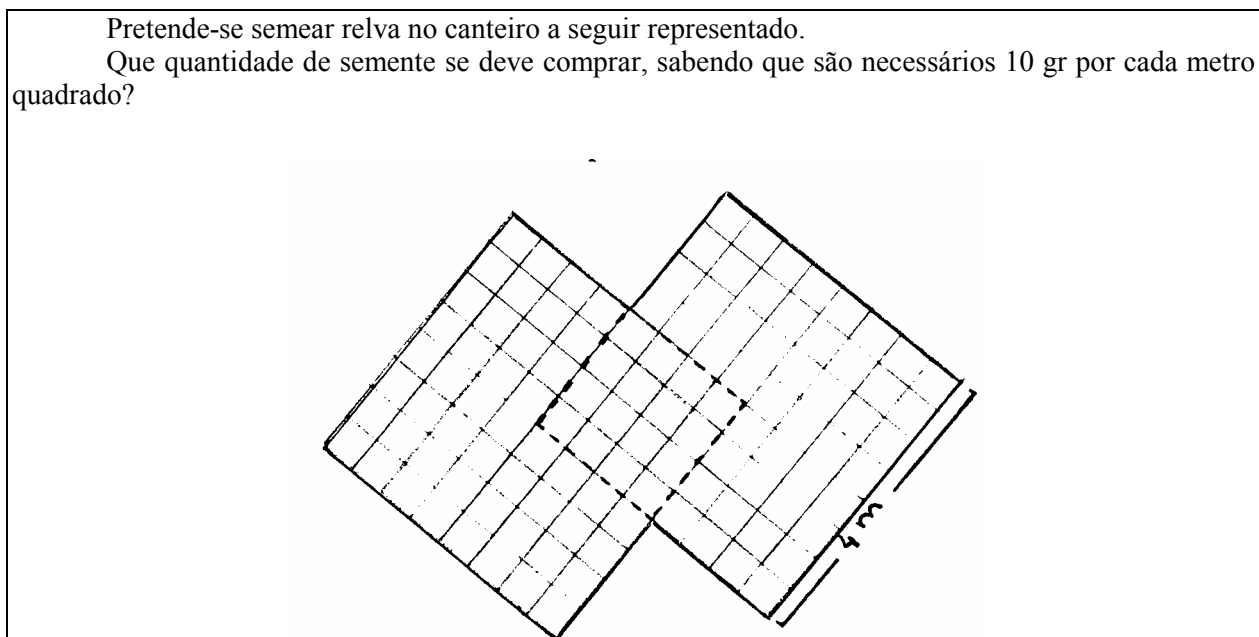 Pretende-se semear relva no canteiro a seguir representado.
Que quantidade de semente se deve comprar, sabendo que são necessários 10 gr por cada metro
quadrado?
4 m